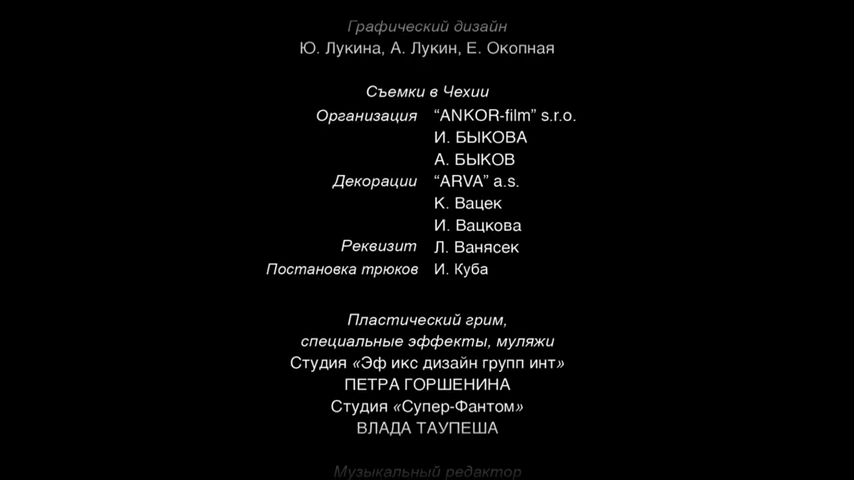 Графический дизайн
Ю. Лукина, А. Лукин, Е. Окопная
Съемки в Чехии
Организация “ANKOR-film” s.r.o.
И. БЫКОВА
А. БЫКОВ
Декорации “ARVA” a.s.
К. Вацек
И. Вацкова
Реквизит Л. Ванясек
Постановка трюков И. Куба
Пластический грим,
специальные эффекты, муляжи
Студия «Эф икс дизайн групп инт»
ПЕТРА ГОРШЕНИНА
Студия «Супер-Фантом»
ВЛАДА ТАУПЕША
Музыкальный редактор